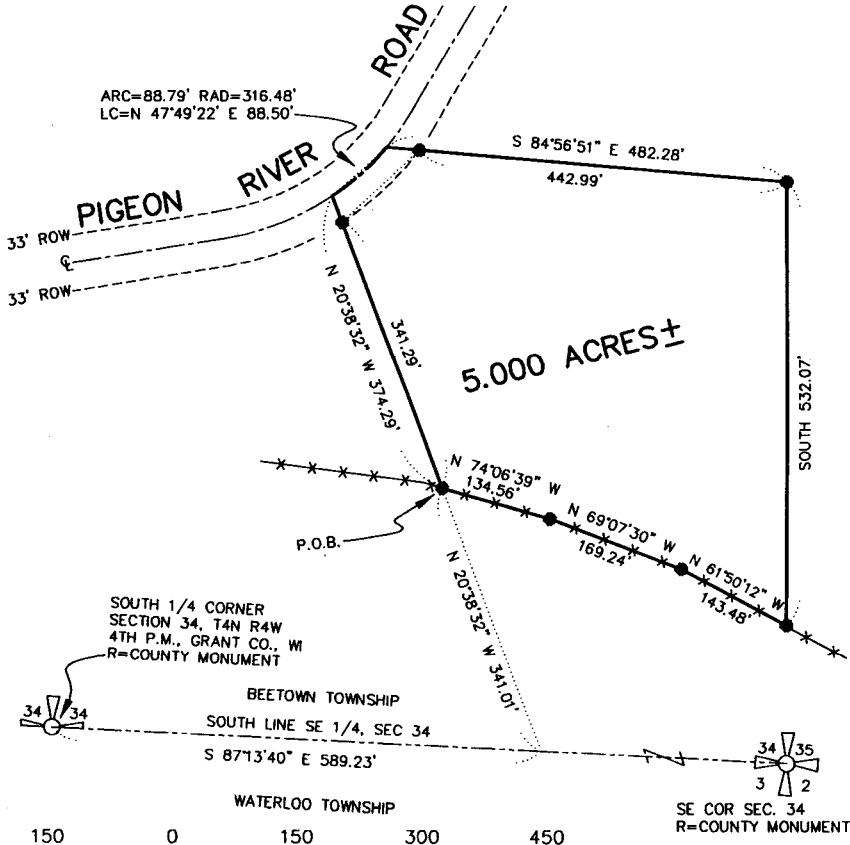 ROAD
ARC=88.79' RAD=316.48'
LC=N 47°49'22" E 88.50'
PIGEON RIVER
S 84°56'51" E 482.28'
442.99'
33' ROW
℄
33' ROW
N 20°38'32" W 374.29'
341.29'
5.000 ACRES±
SOUTH 532.07'
N 74°06'39" W
134.56'
N 69°07'30" W
169.24'
N 61°50'12" W
143.48'
P.O.B.
N 20°38'32" W 341.01'
SOUTH 1/4 CORNER
SECTION 34, T4N R4W
4TH P.M., GRANT CO., WI
R=COUNTY MONUMENT
BEETOWN TOWNSHIP
34 34
SOUTH LINE SE 1/4, SEC 34
S 87°13'40" E 589.23'
34 35
3 2
WATERLOO TOWNSHIP
SE COR SEC. 34
R=COUNTY MONUMENT
150 0 150 300 450